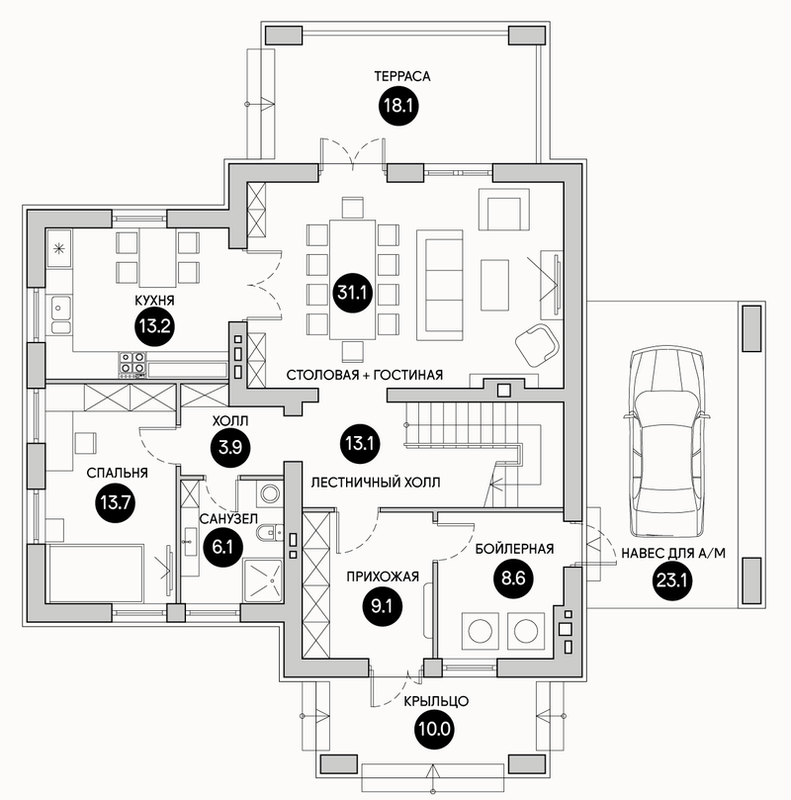 ТЕРРАСА
18.1
КУХНЯ
13.2
31.1
СТОЛОВАЯ + ГОСТИНАЯ
ХОЛЛ
3.9
13.1
ЛЕСТНИЧНЫЙ ХОЛЛ
СПАЛЬНЯ
13.7
САНУЗЕЛ
6.1
ПРИХОЖАЯ
9.1
БОЙЛЕРНАЯ
8.6
НАВЕС ДЛЯ А/М
23.1
КРЫЛЬЦО
10.0